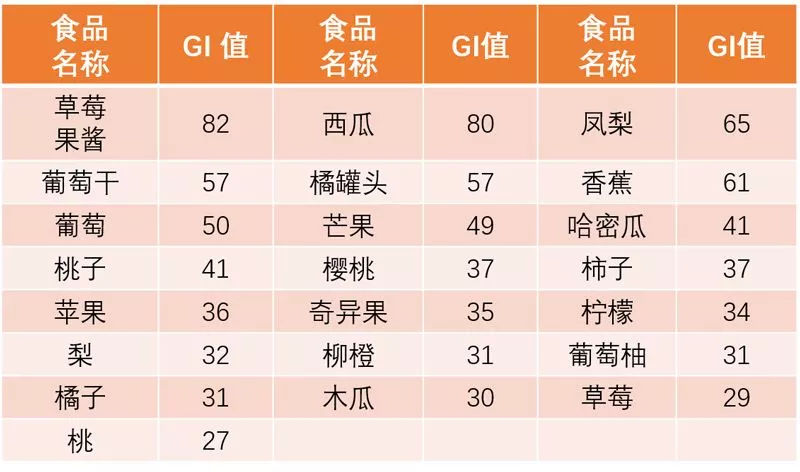 食品名称 GI 值 食品名称 GI值 食品名称 GI值
草莓果酱 82 西瓜 80 凤梨 65
葡萄干 57 橘罐头 57 香蕉 61
葡萄 50 芒果 49 哈密瓜 41
桃子 41 樱桃 37 柿子 37
苹果 36 奇异果 35 柠檬 34
梨 32 柳橙 31 葡萄柚 31
橘子 31 木瓜 30 草莓 29
桃 27